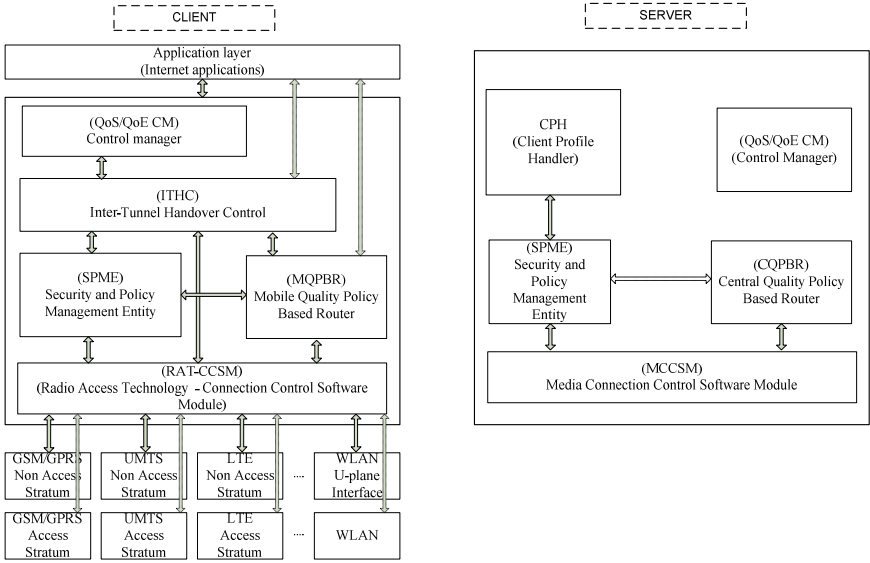 CLIENT
Application layer
(Internet applications)
(QoS/QoE CM)
Control manager
(ITHC)
Inter-Tunnel Handover Control
(SPME)
Security and Policy
Management Entity
(MQPBR)
Mobile Quality Policy
Based Router
(RAT-CCSM)
(Radio Access Technology - Connection Control Software
Module)
GSM/GPRS
Non Access
Stratum
UMTS
Non Access
Stratum
LTE
Non Access
Stratum
....
WLAN
U-plane
Interface
GSM/GPRS
Access
Stratum
UMTS
Access
Stratum
LTE
Access
Stratum
....
WLAN
SERVER
CPH
(Client Profile
Handler)
(QoS/QoE CM)
(Control Manager)
(SPME)
Security and
Policy
Management
Entity
(CQPBR)
Central Quality Policy
Based Router
(MCCSM)
Media Connection Control Software Module